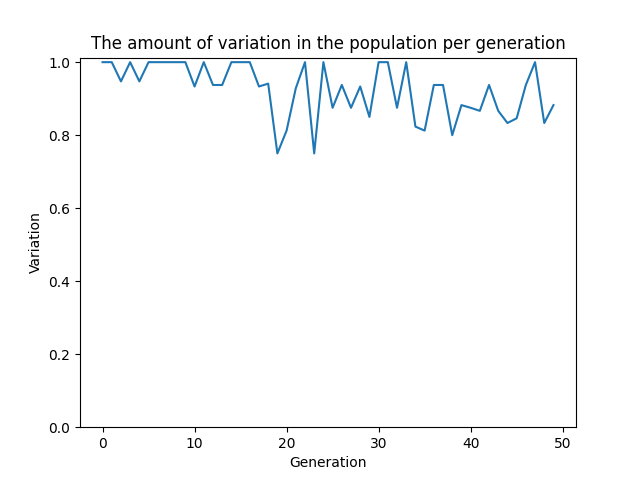 The amount of variation in the population per generation
1.0
0.8
0.6
0.4
0.2
0.0
Variation
0 10 20 30 40 50
Generation